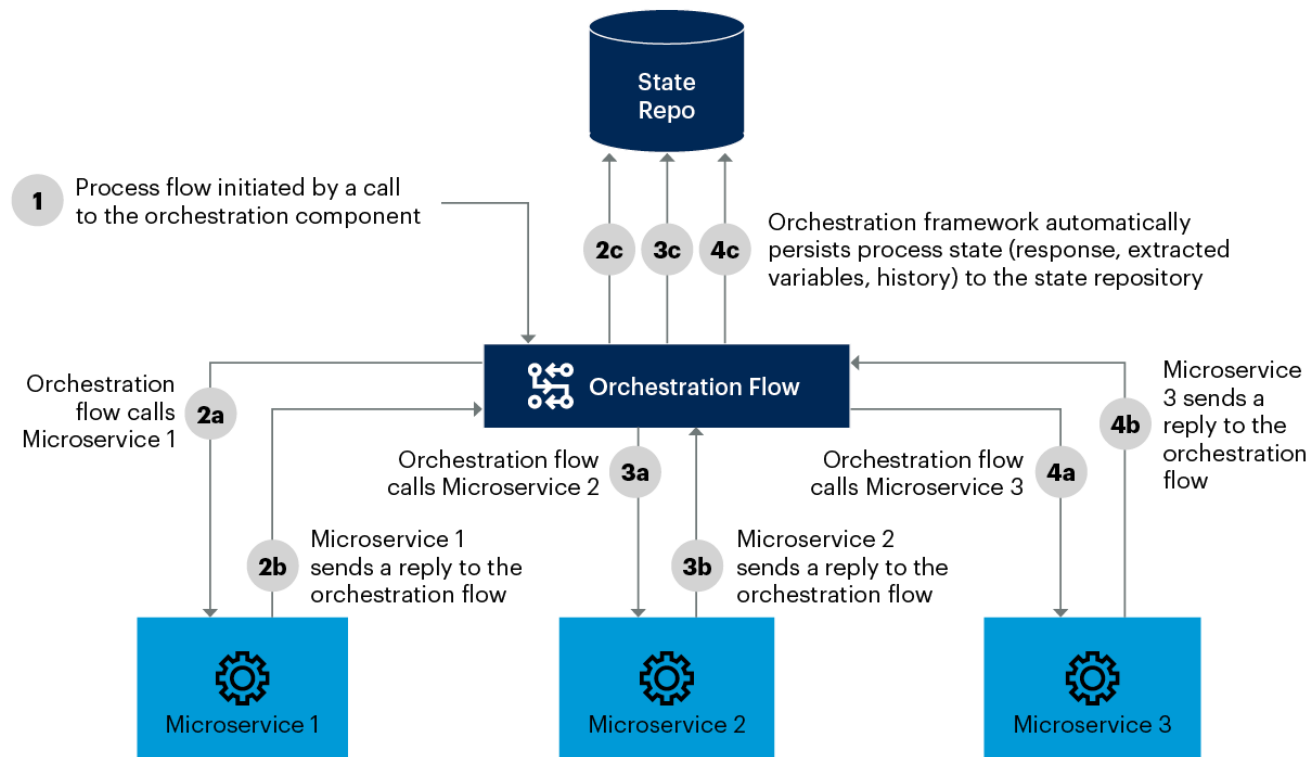 State
Repo
1
Process flow initiated by a call
to the orchestration component
2c
3c
4c
Orchestration framework automatically
persists process state (response, extracted
variables, history) to the state repository
Orchestration Flow
Orchestration
flow calls
Microservice 1
2a
2b
Microservice 1
sends a reply to the
orchestration flow
Orchestration flow
calls Microservice 2
3a
3b
Microservice 2
sends a reply to the
orchestration flow
Orchestration flow
calls Microservice 3
4a
4b
Microservice
3 sends a
reply to the
orchestration
flow
Microservice 1
Microservice 2
Microservice 3